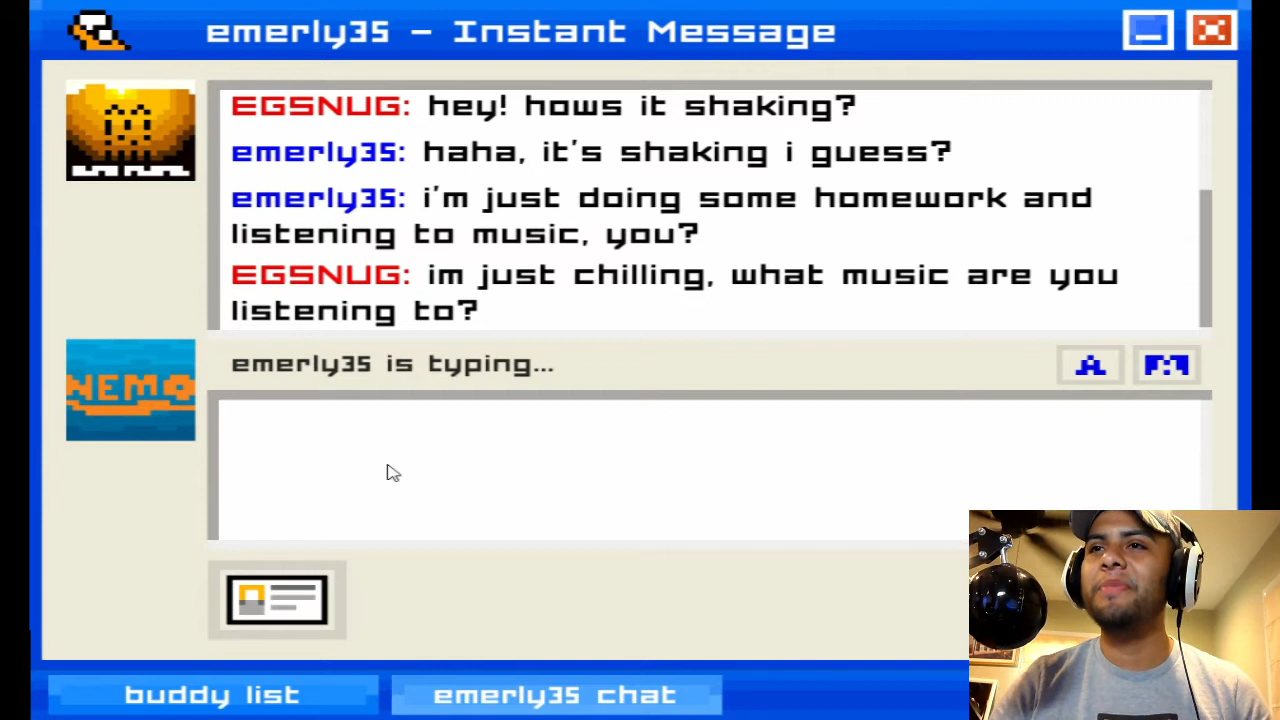 emerly35 - Instant Message
EGSNUG: hey! hows it shaking?
emerly35: haha, it's shaking i guess?
emerly35: i'm just doing some homework and
listening to music, you?
EGSNUG: im just chilling, what music are you
listening to?
emerly35 is typing...
A
NEMO
buddy list
emerly35 chat